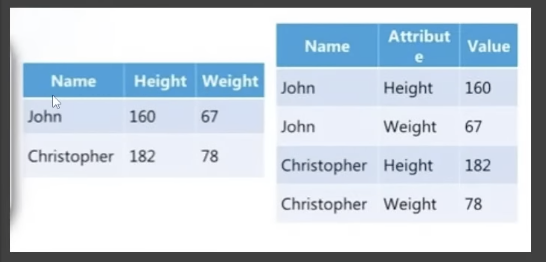 Name Height Weight
John 160 67
Christopher 182 78
Name Attribut
e Value
John Height 160
John Weight 67
Christopher Height 182
Christopher Weight 78